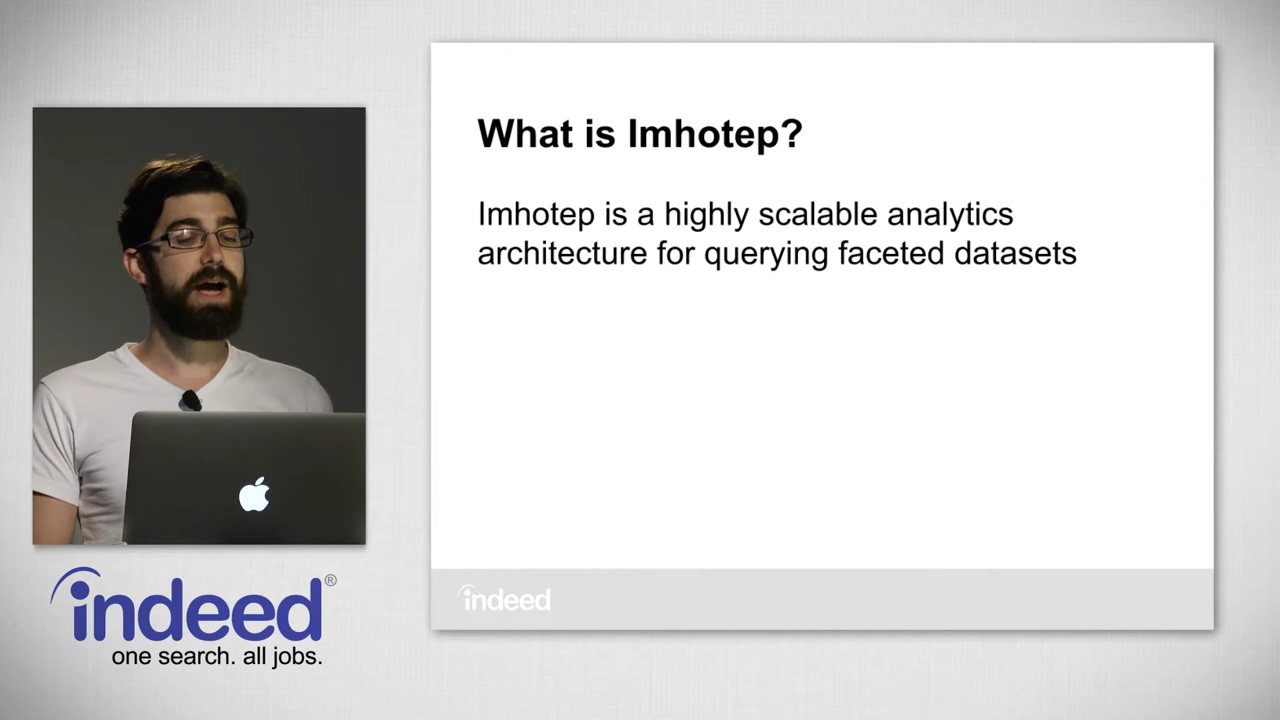 What is Imhotep?
Imhotep is a highly scalable analytics
architecture for querying faceted datasets
indeed
indeed®
one search. all jobs.